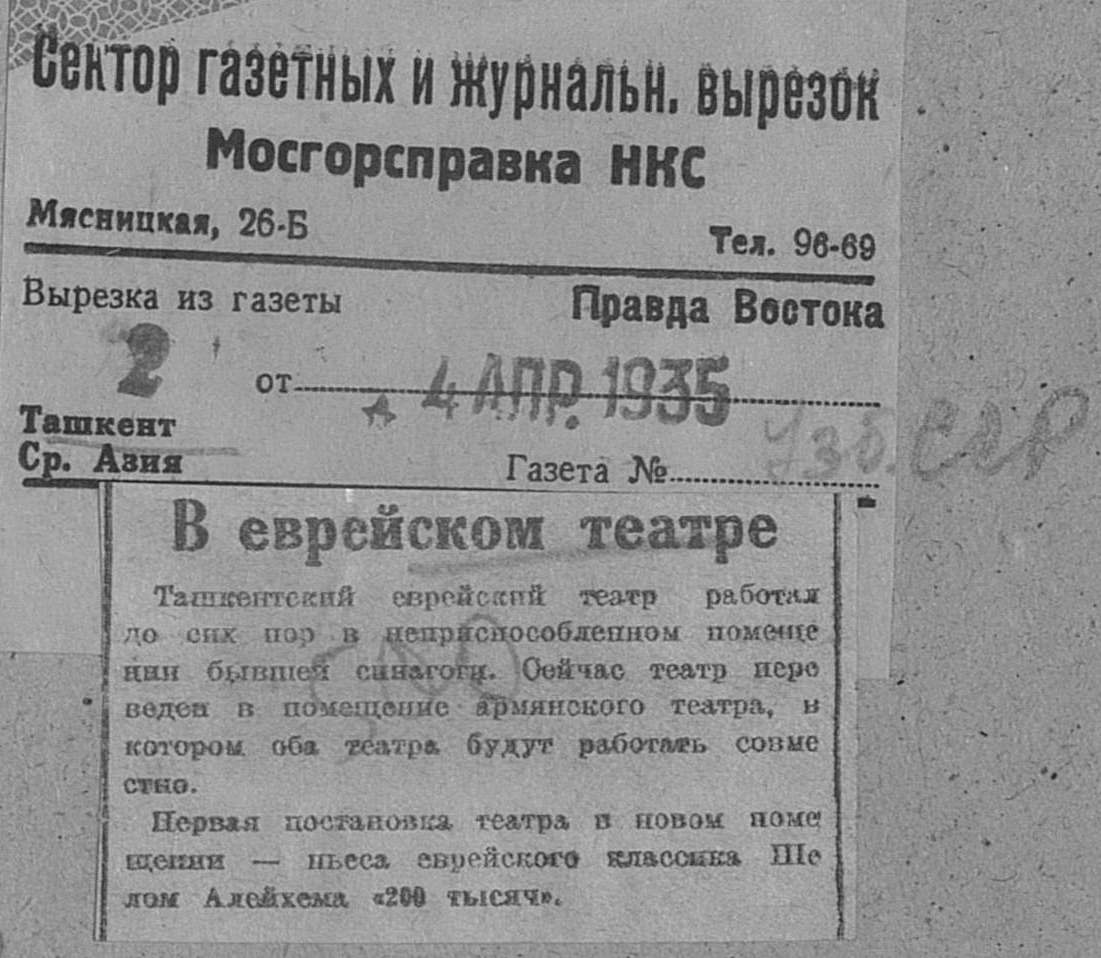 Сектор газетных и журнальн. вырезок
Мосгорсправка НКС
Мясницкая, 26-Б
Тел. 96-69
Вырезка из газеты
Правда Востока
2
от
4 АПР. 1935
Ташкент
Ср. Азия
Узб. ССР
Газета №
В еврейском театре
Ташкентский еврейский театр работал
до сих пор в неприспособленном помеще
нии бывшей синагоги. Сейчас театр пере
веден в помещение армянского театра, в
котором оба театра будут работать совме
стно.
Первая постановка театра в новом поме
щении — пьеса еврейского классика Ше
лом Алейхема «200 тысяч».